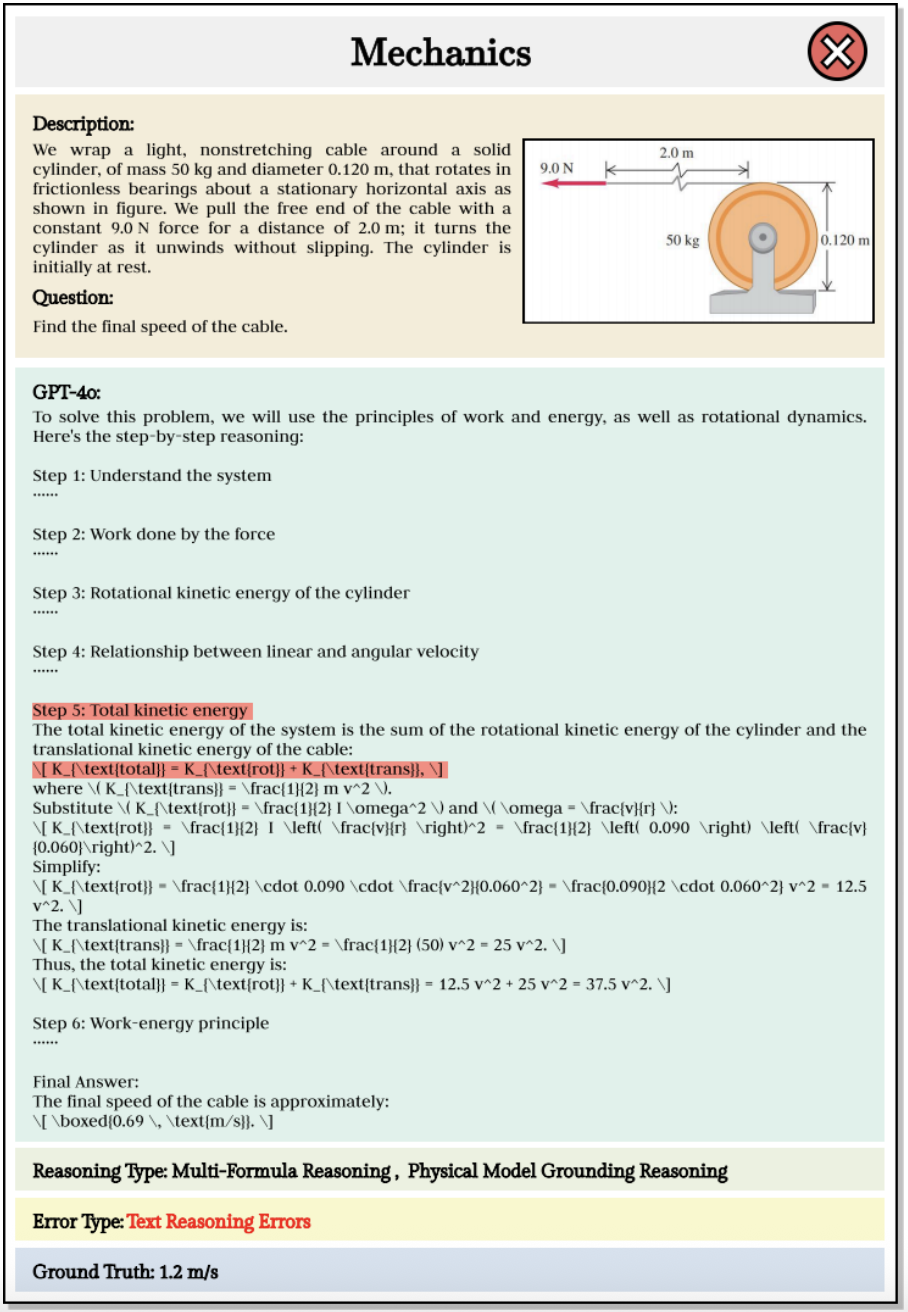 Mechanics
Description:
We wrap a light, nonstretching cable around a solid
cylinder, of mass 50 kg and diameter 0.120 m, that rotates in
frictionless bearings about a stationary horizontal axis as
shown in figure. We pull the free end of the cable with a
constant 9.0 N force for a distance of 2.0 m; it turns the
cylinder as it unwinds without slipping. The cylinder is
initially at rest.
Question:
Find the final speed of the cable.
2.0 m
9.0 N
50 kg
0.120 m
GPT-4o:
To solve this problem, we will use the principles of work and energy, as well as rotational dynamics.
Here's the step-by-step reasoning:
Step 1: Understand the system
......
Step 2: Work done by the force
......
Step 3: Rotational kinetic energy of the cylinder
......
Step 4: Relationship between linear and angular velocity
......
Step 5: Total kinetic energy
The total kinetic energy of the system is the sum of the rotational kinetic energy of the cylinder and the
translational kinetic energy of the cable:
\[ K_{\text{total}} = K_{\text{rot}} + K_{\text{trans}}, \]
where \( K_{\text{trans}} = \frac{1}{2} m v^2 \).
Substitute \( K_{\text{rot}} = \frac{1}{2} I \omega^2 \) and \( \omega = \frac{v}{r} \):
\[ K_{\text{rot}} = \frac{1}{2} I \left( \frac{v}{r} \right)^2 = \frac{1}{2} \left( 0.090 \right) \left( \frac{v}
{0.060}\right)^2. \]
Simplify:
\[ K_{\text{rot}} = \frac{1}{2} \cdot 0.090 \cdot \frac{v^2}{0.060^2} = \frac{0.090}{2 \cdot 0.060^2} v^2 = 12.5
v^2. \]
The translational kinetic energy is:
\[ K_{\text{trans}} = \frac{1}{2} m v^2 = \frac{1}{2} (50) v^2 = 25 v^2. \]
Thus, the total kinetic energy is:
\[ K_{\text{total}} = K_{\text{rot}} + K_{\text{trans}} = 12.5 v^2 + 25 v^2 = 37.5 v^2. \]
Step 6: Work-energy principle
......
Final Answer:
The final speed of the cable is approximately:
\[ \boxed{0.69 \, \text{m/s}}. \]
Reasoning Type: Multi-Formula Reasoning , Physical Model Grounding Reasoning
Error Type: Text Reasoning Errors
Ground Truth: 1.2 m/s